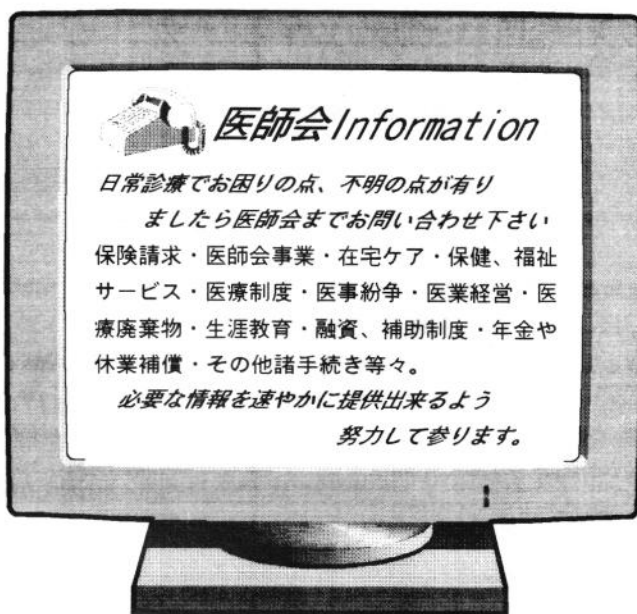 医師会Information
日常診療でお困りの点、不明の点が有り
ましたら医師会までお問い合わせ下さい
保険請求・医師会事業・在宅ケア・保健、福祉
サービス・医療制度・医事紛争・医業経営・医
療廃棄物・生涯教育・融資、補助制度・年金や
休業補償・その他諸手続き等々。
必要な情報を速やかに提供出来るよう
努力して参ります。